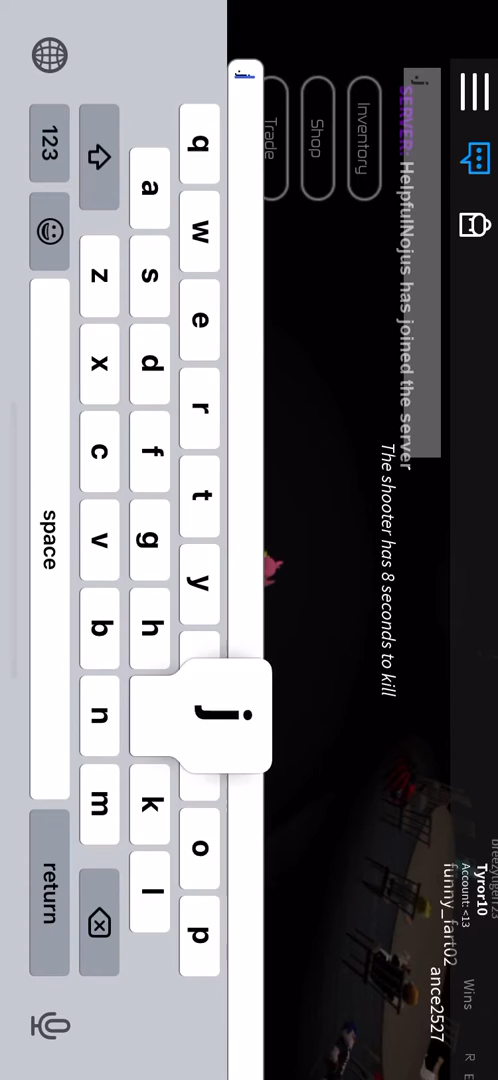 .j
SERVER: HelpfulNojus has joined the server
The shooter has 8 seconds to kill
Tyror10
Account: <13
Wins
funny_fart02
ance2527
Inventory
Shop
Trade
.j
q w e r t y o p
a s d f g h j k l
z x c v b n m
123 space return